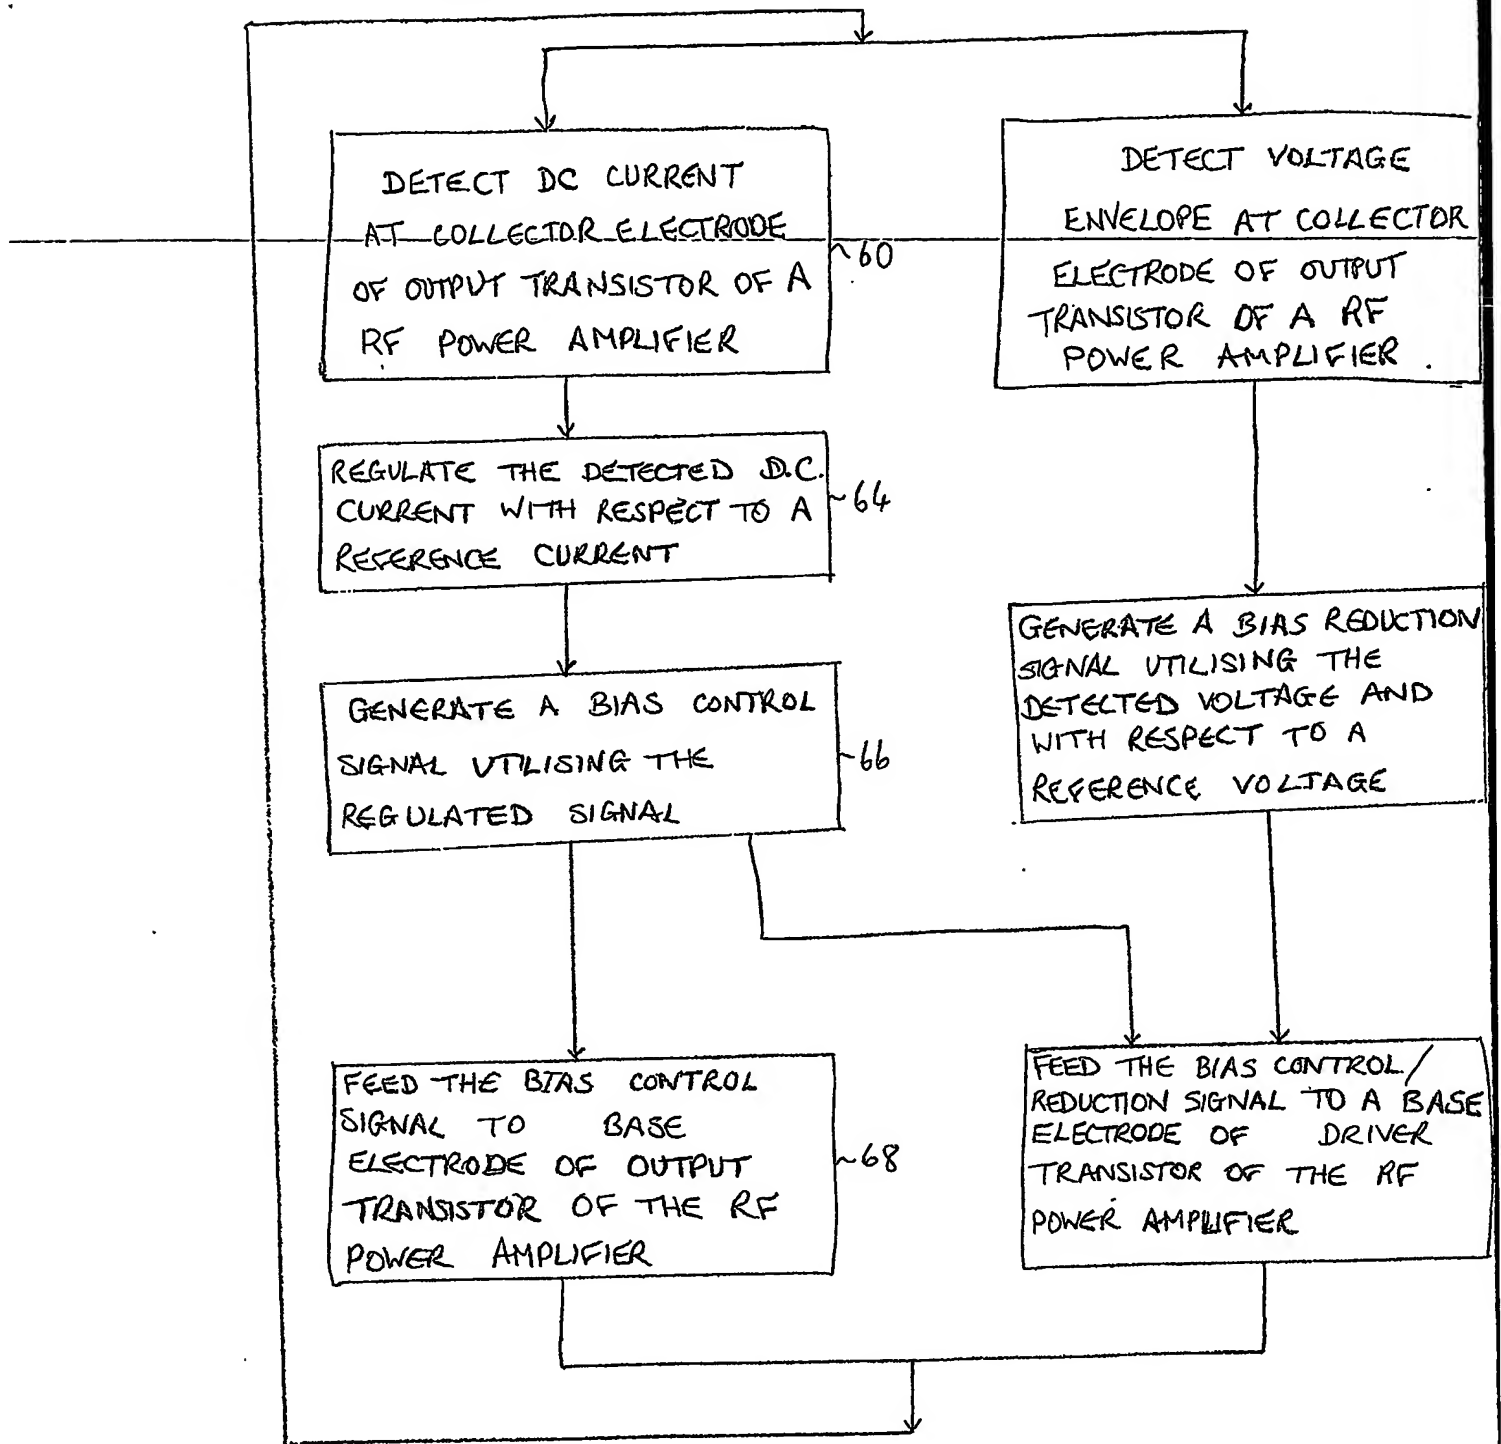 DETECT DC CURRENT
AT COLLECTOR ELECTRODE
OF OUTPUT TRANSISTOR OF A
RF POWER AMPLIFIER
~60
DETECT VOLTAGE
ENVELOPE AT COLLECTOR
ELECTRODE OF OUTPUT
TRANSISTOR OF A RF
POWER AMPLIFIER.
REGULATE THE DETECTED D.C.
CURRENT WITH RESPECT TO A
REFERENCE CURRENT
~64
GENERATE A BIAS REDUCTION
SIGNAL UTILISING THE
DETECTED VOLTAGE AND
WITH RESPECT TO A
REFERENCE VOLTAGE
GENERATE A BIAS CONTROL
SIGNAL UTILISING THE
REGULATED SIGNAL
~66
FEED THE BIAS CONTROL
SIGNAL TO BASE
ELECTRODE OF OUTPUT
TRANSISTOR OF THE RF
POWER AMPLIFIER
~68
FEED THE BIAS CONTROL/
REDUCTION SIGNAL TO A BASE
ELECTRODE OF DRIVER
TRANSISTOR OF THE RF
POWER AMPLIFIER